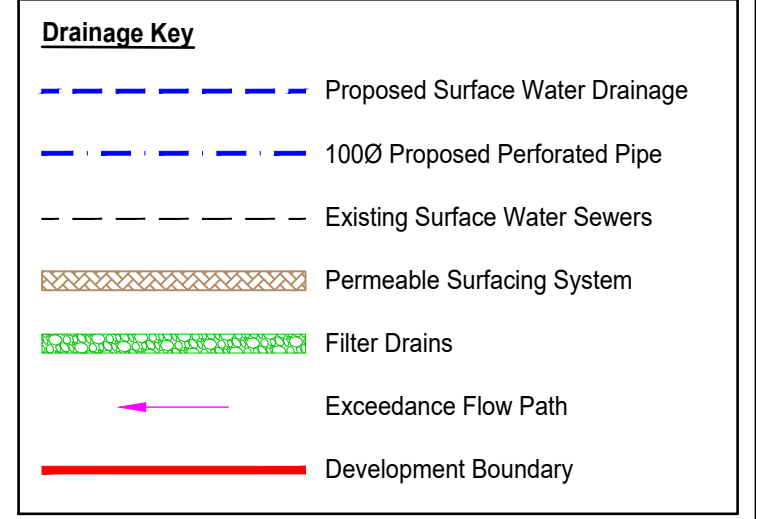 Drainage Key
Proposed Surface Water Drainage
100Ø Proposed Perforated Pipe
Existing Surface Water Sewers
Permeable Surfacing System
Filter Drains
Exceedance Flow Path
Development Boundary